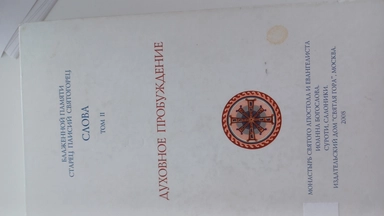 БЛАЖЕННОЙ ПАМЯТИ
СТАРЕЦ ПАИСИЙ СВЯТОГОРЕЦ
СЛОВА
ТОМ II
ДУХОВНОЕ ПРОБУЖДЕНИЕ
МОНАСТЫРЬ СВЯТОГО АПОСТОЛА И ЕВАНГЕЛИСТА
ИОАННА БОГОСЛОВА,
СУРОТИ, САЛОНИКИ
ИЗДАТЕЛЬСКИЙ ДОМ "СВЯТАЯ ГОРА", МОСКВА
2008